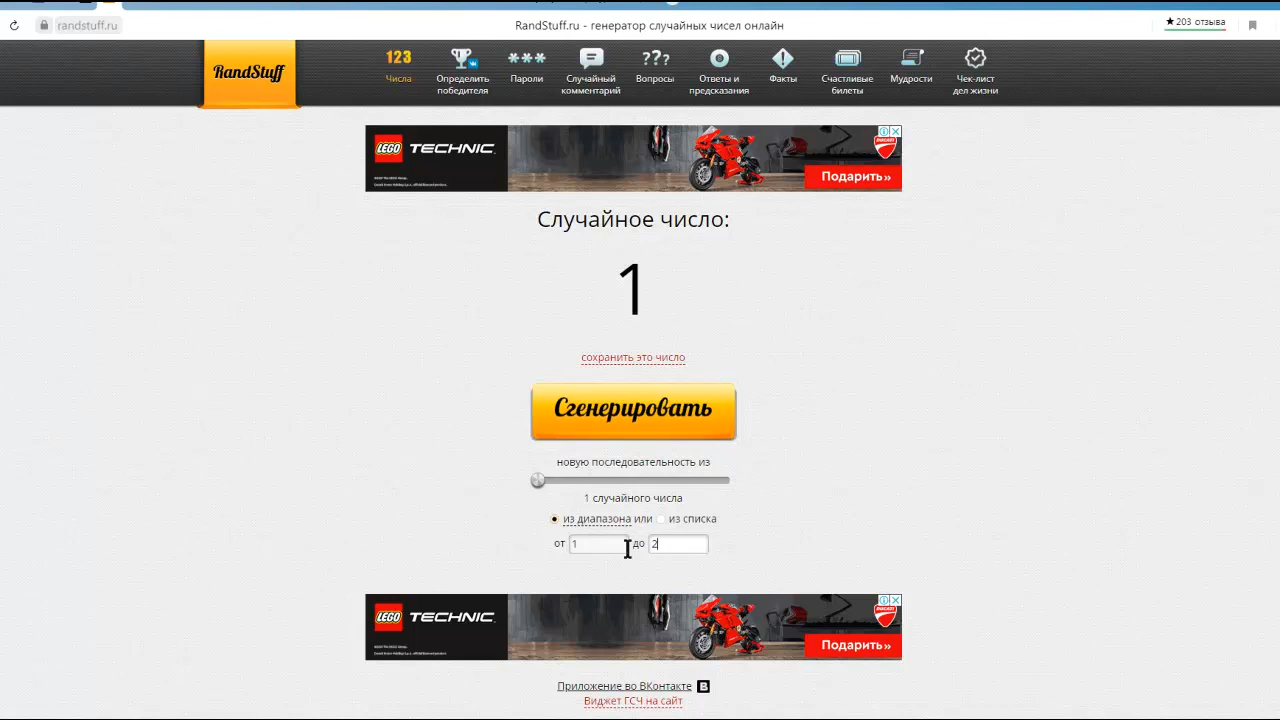 randstuff.ru
RandStuff.ru - генератор случайных чисел онлайн
★203 отзыва
RandStuff
123
Числа
Определить
победителя
***
Пароли
Случайный
комментарий
???
Вопросы
Ответы и
предсказания
Факты
Счастливые
билеты
Мудрости
Чек-лист
дел жизни
LEGO TECHNIC
DUCATI
Подарить»
Случайное число:
1
сохранить это число
Сгенерировать
новую последовательность из
1 случайного числа
из диапазона или из списка
от 1 до 2
LEGO TECHNIC
DUCATI
Подарить»
Приложение во ВКонтакте B
Виджет ГСЧ на сайт